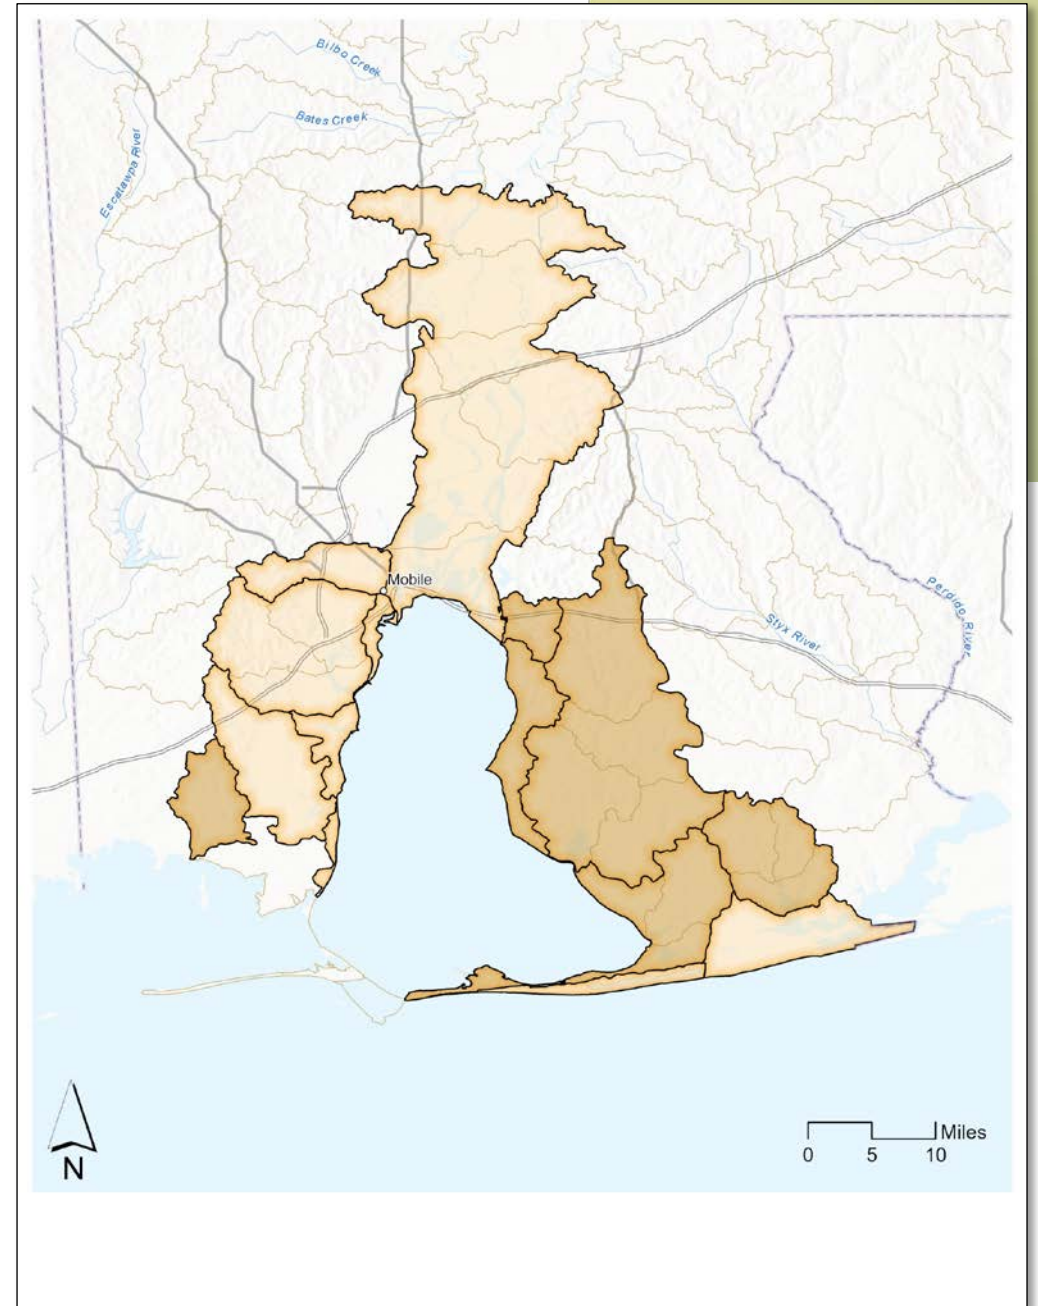 Bilbo Creek
Bates Creek
Escatawpa River
Mobile
Perdido River
Styx River
Miles
0 5 10
N